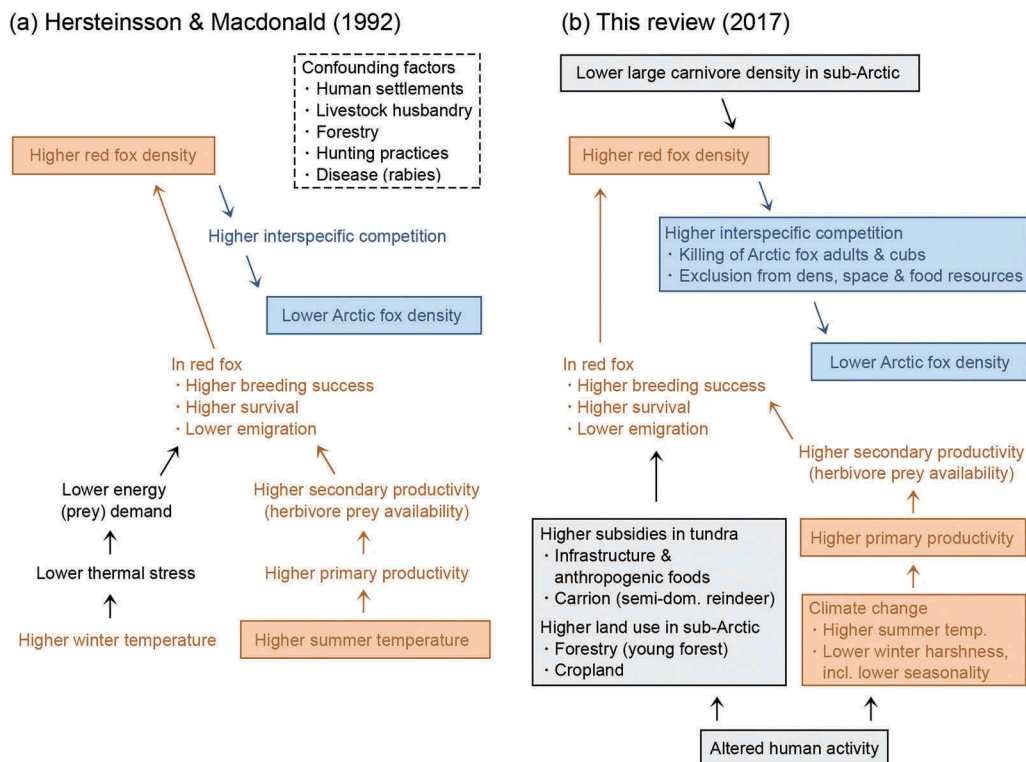 (a) Hersteinsson & Macdonald (1992)
Confounding factors
· Human settlements
· Livestock husbandry
· Forestry
· Hunting practices
· Disease (rabies)
Higher red fox density
Higher interspecific competition
Lower Arctic fox density
In red fox
· Higher breeding success
· Higher survival
· Lower emigration
Lower energy
(prey) demand
Higher secondary productivity
(herbivore prey availability)
Lower thermal stress
Higher primary productivity
Higher winter temperature
Higher summer temperature
(b) This review (2017)
Lower large carnivore density in sub-Arctic
Higher red fox density
Higher interspecific competition
· Killing of Arctic fox adults & cubs
· Exclusion from dens, space & food resources
Lower Arctic fox density
In red fox
· Higher breeding success
· Higher survival
· Lower emigration
Higher secondary productivity
(herbivore prey availability)
Higher primary productivity
Higher subsidies in tundra
· Infrastructure &
anthropogenic foods
· Carrion (semi-dom. reindeer)
Higher land use in sub-Arctic
· Forestry (young forest)
· Cropland
Climate change
· Higher summer temp.
· Lower winter harshness,
incl. lower seasonality
Altered human activity